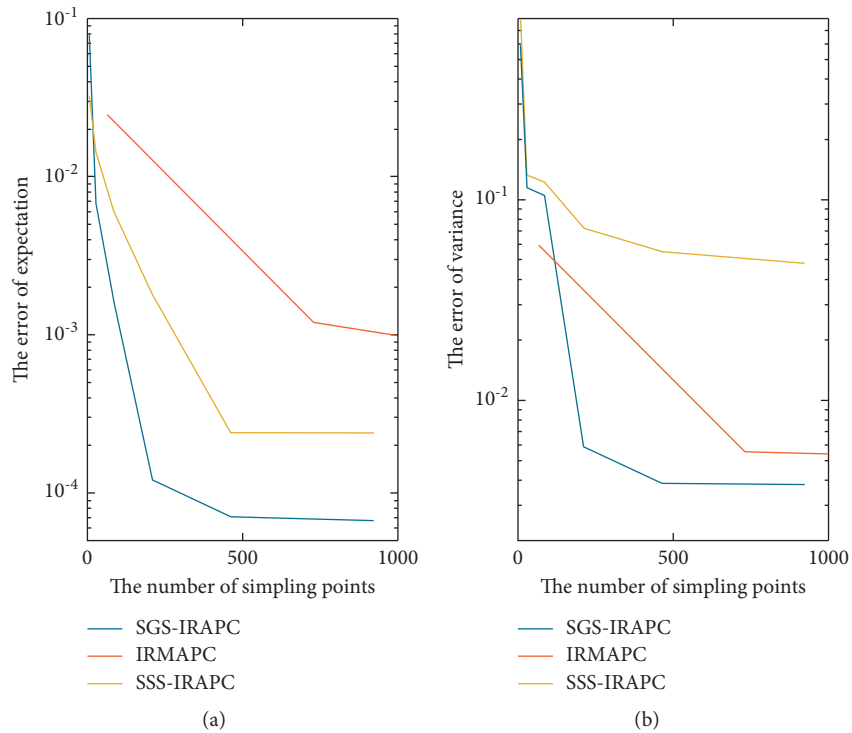 The error of expectation
10^-1
10^-2
10^-3
10^-4
0
500
1000
The number of simpling points
SGS-IRAPC
IRMAPC
SSS-IRAPC
(a)
The error of variance
10^-1
10^-2
0
500
1000
The number of simpling points
SGS-IRAPC
IRMAPC
SSS-IRAPC
(b)